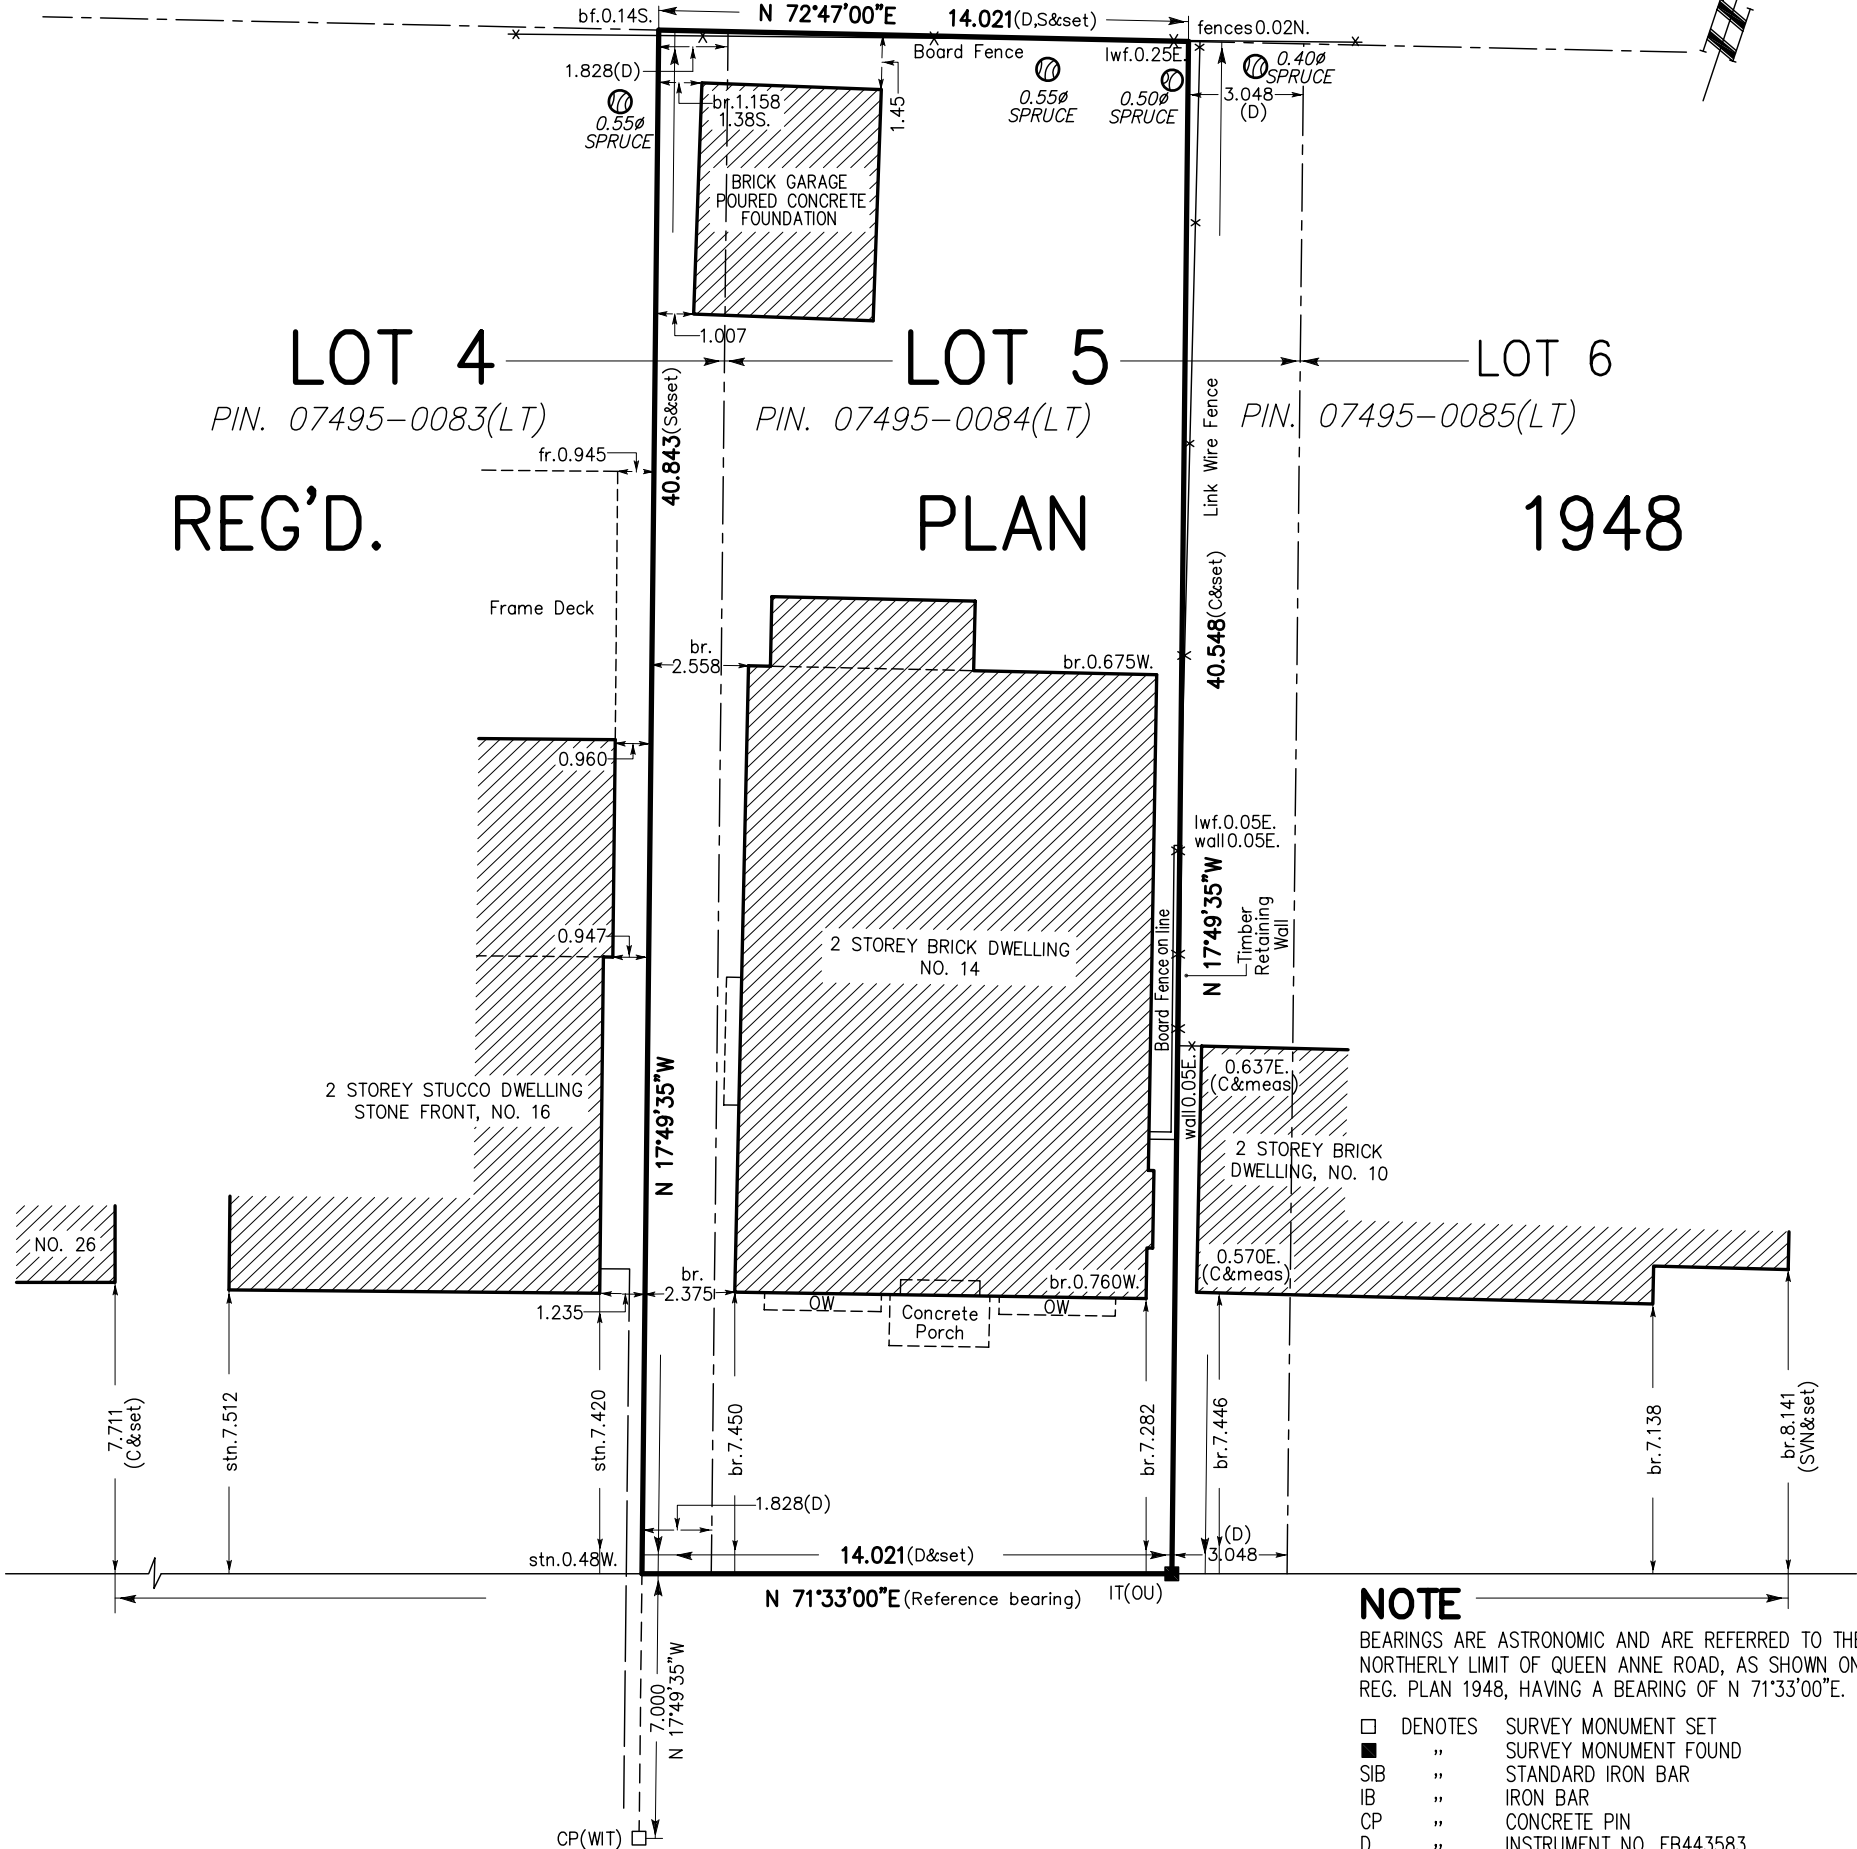 bf.0.14S.
N 72°47'00"E 14.021(D,S&set)
fences0.02N.
Board Fence
lwf.0.25E.
1.828(D)
br.1.158
1.38S.
1.45
0.55ø
SPRUCE
0.55ø
SPRUCE
0.50ø
SPRUCE
0.40ø
SPRUCE
3.048
(D)
BRICK GARAGE
POURED CONCRETE
FOUNDATION
1.007
LOT 4
LOT 5
LOT 6
PIN. 07495-0083(LT)
PIN. 07495-0084(LT)
PIN. 07495-0085(LT)
40.843(S&set)
Link Wire Fence
fr.0.945
REG'D.
PLAN
1948
40.548(C&set)
Frame Deck
br.
2.558
br.0.675W.
0.960
lwf.0.05E.
wall0.05E.
N 17°49'35"W
Timber
Retaining
Wall
Board Fence on line
0.947
2 STOREY BRICK DWELLING
NO. 14
N 17°49'35"W
2 STOREY STUCCO DWELLING
STONE FRONT, NO. 16
wall0.05E.
0.637E.
(C&meas)
2 STOREY BRICK
DWELLING, NO. 10
NO. 26
0.570E.
(C&meas)
br.
2.375
br.0.760W.
1.235
OW
Concrete
Porch
OW
7.711
(C&set)
stn.7.512
stn.7.420
br.7.450
br.7.282
br.7.446
br.7.138
br.8.141
(SVN&set)
1.828(D)
stn.0.48W.
14.021(D&set)
(D)
3.048
N 71°33'00"E(Reference bearing)
IT(OU)
7.000
N 17°49'35"W
CP(WIT)
NOTE
BEARINGS ARE ASTRONOMIC AND ARE REFERRED TO THE
NORTHERLY LIMIT OF QUEEN ANNE ROAD, AS SHOWN ON
REG. PLAN 1948, HAVING A BEARING OF N 71°33'00"E.
DENOTES SURVEY MONUMENT SET
" SURVEY MONUMENT FOUND
SIB " STANDARD IRON BAR
IB " IRON BAR
CP " CONCRETE PIN
D " INSTRUMENT NO. EB443583